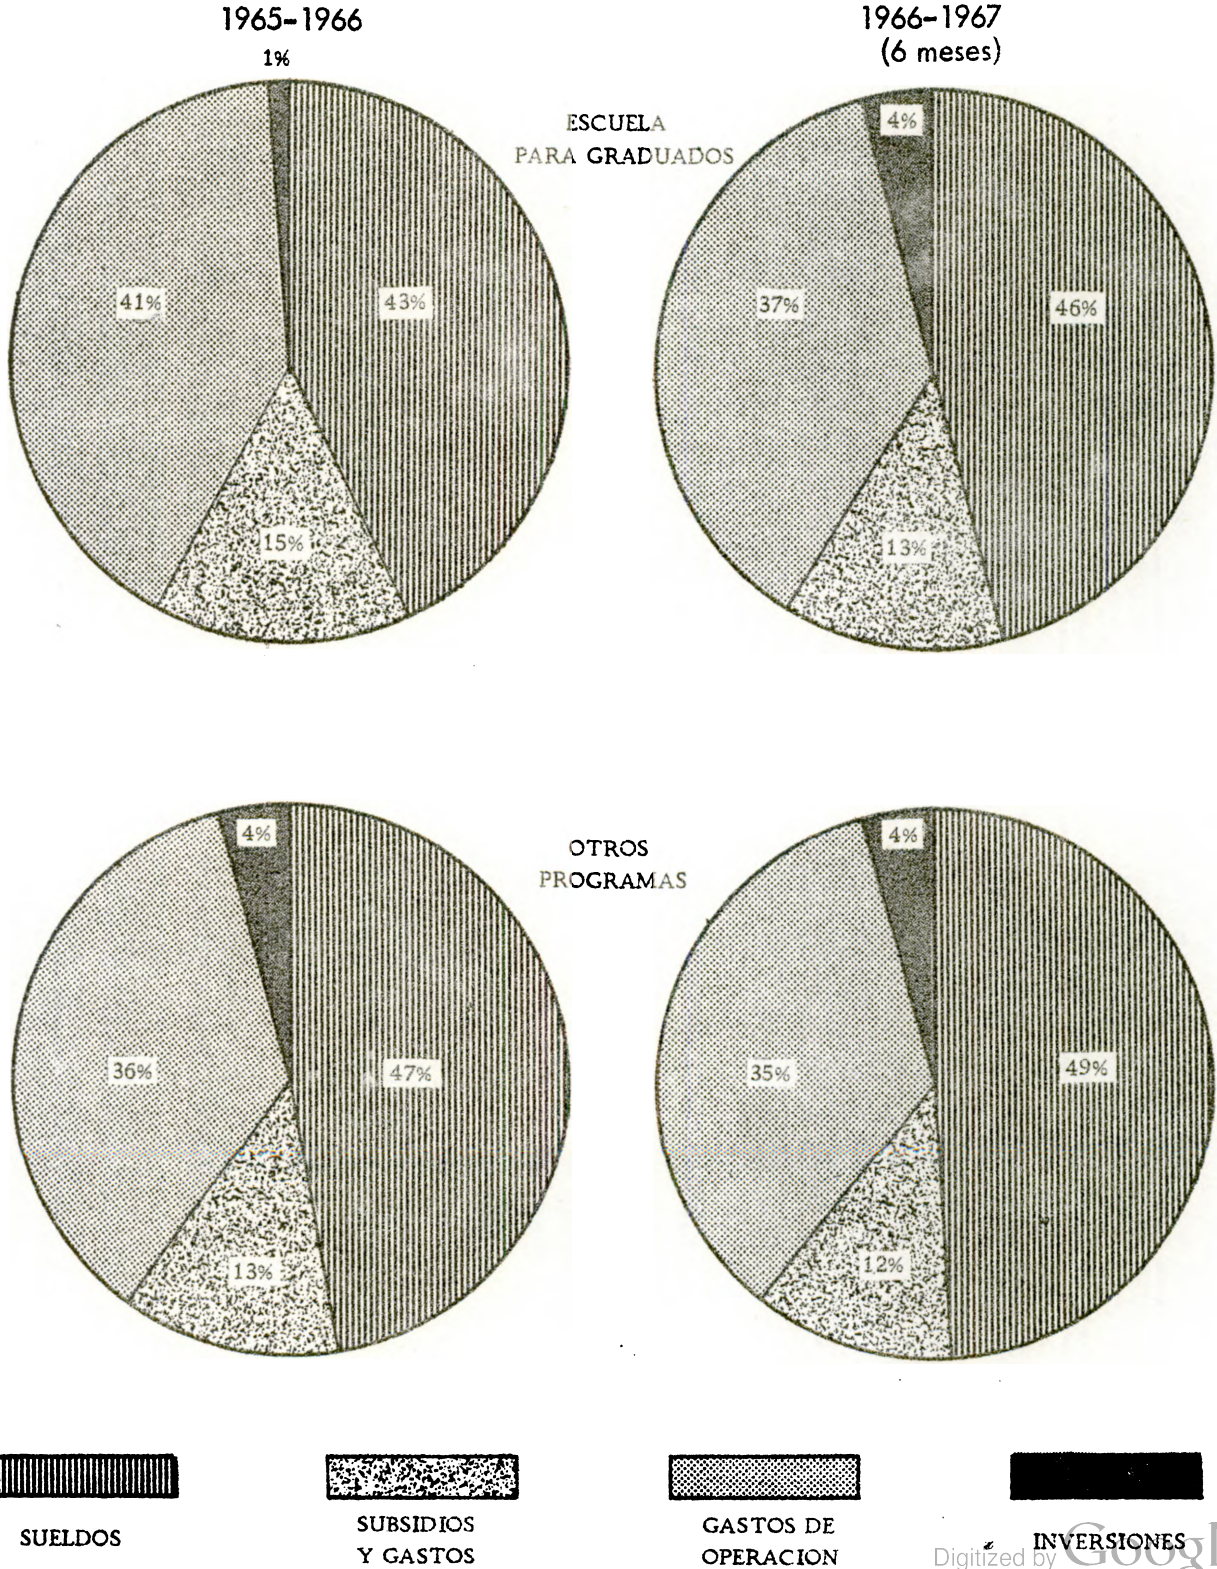 1965-1966
1%
1966-1967
(6 meses)
ESCUELA
PARA GRADUADOS
4%
41%
43%
37%
46%
15%
13%
OTROS
PROGRAMAS
4%
4%
36%
47%
35%
49%
13%
12%
SUELDOS
SUBSIDIOS
Y GASTOS
GASTOS DE
OPERACION
INVERSIONES
Digitized by Googl